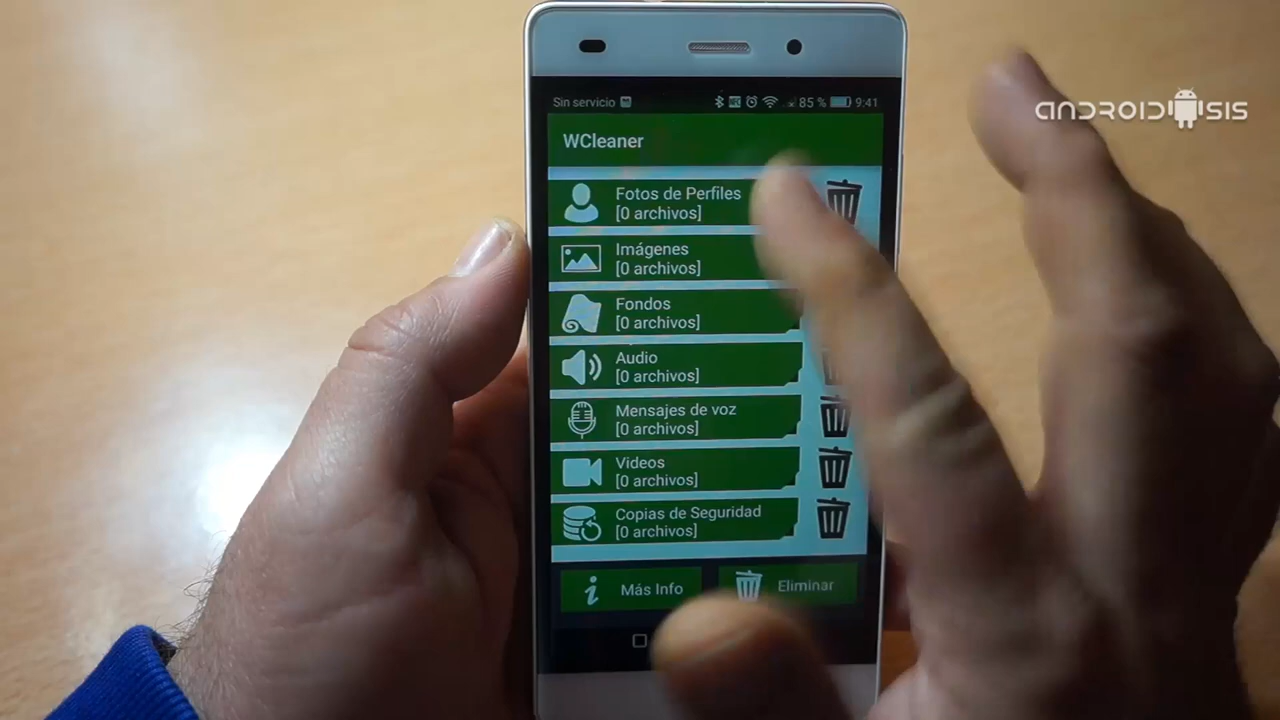 Sin servicio 85 % 9:41
ANDROIDSIS
WCleaner
Fotos de Perfiles
[0 archivos]
Imágenes
[0 archivos]
Fondos
[0 archivos]
Audio
[0 archivos]
Mensajes de voz
[0 archivos]
Videos
[0 archivos]
Copias de Seguridad
[0 archivos]
Más Info
Eliminar